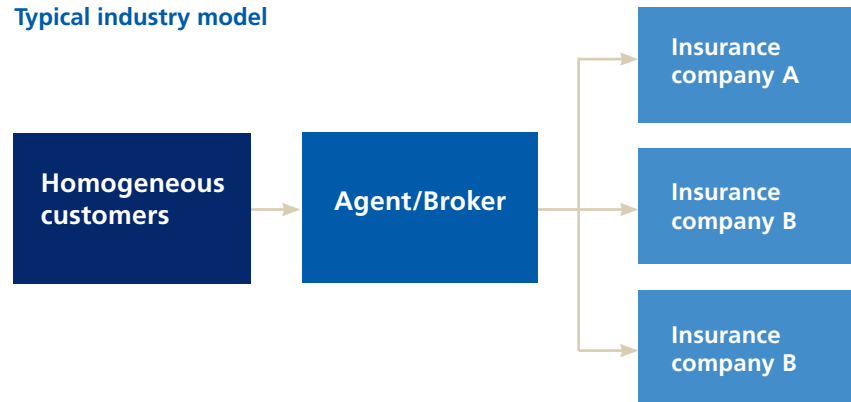 Typical industry model
Homogeneous
customers
Agent/Broker
Insurance
company A
Insurance
company B
Insurance
company B